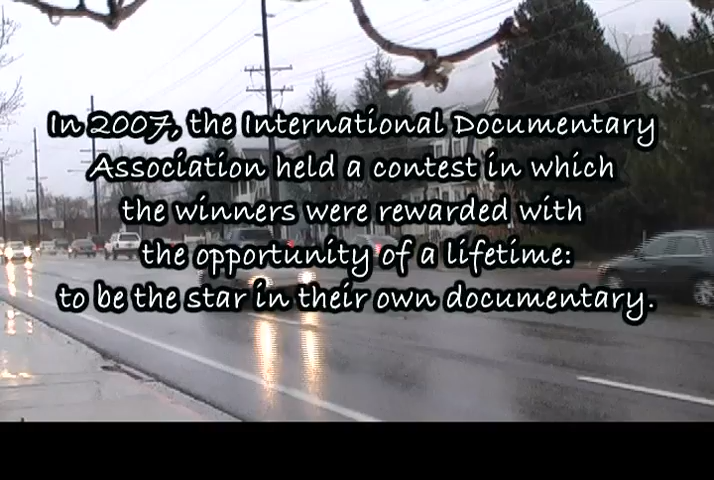 In 2007, the International Documentary
Association held a contest in which
the winners were rewarded with
the opportunity of a lifetime:
to be the star in their own documentary.